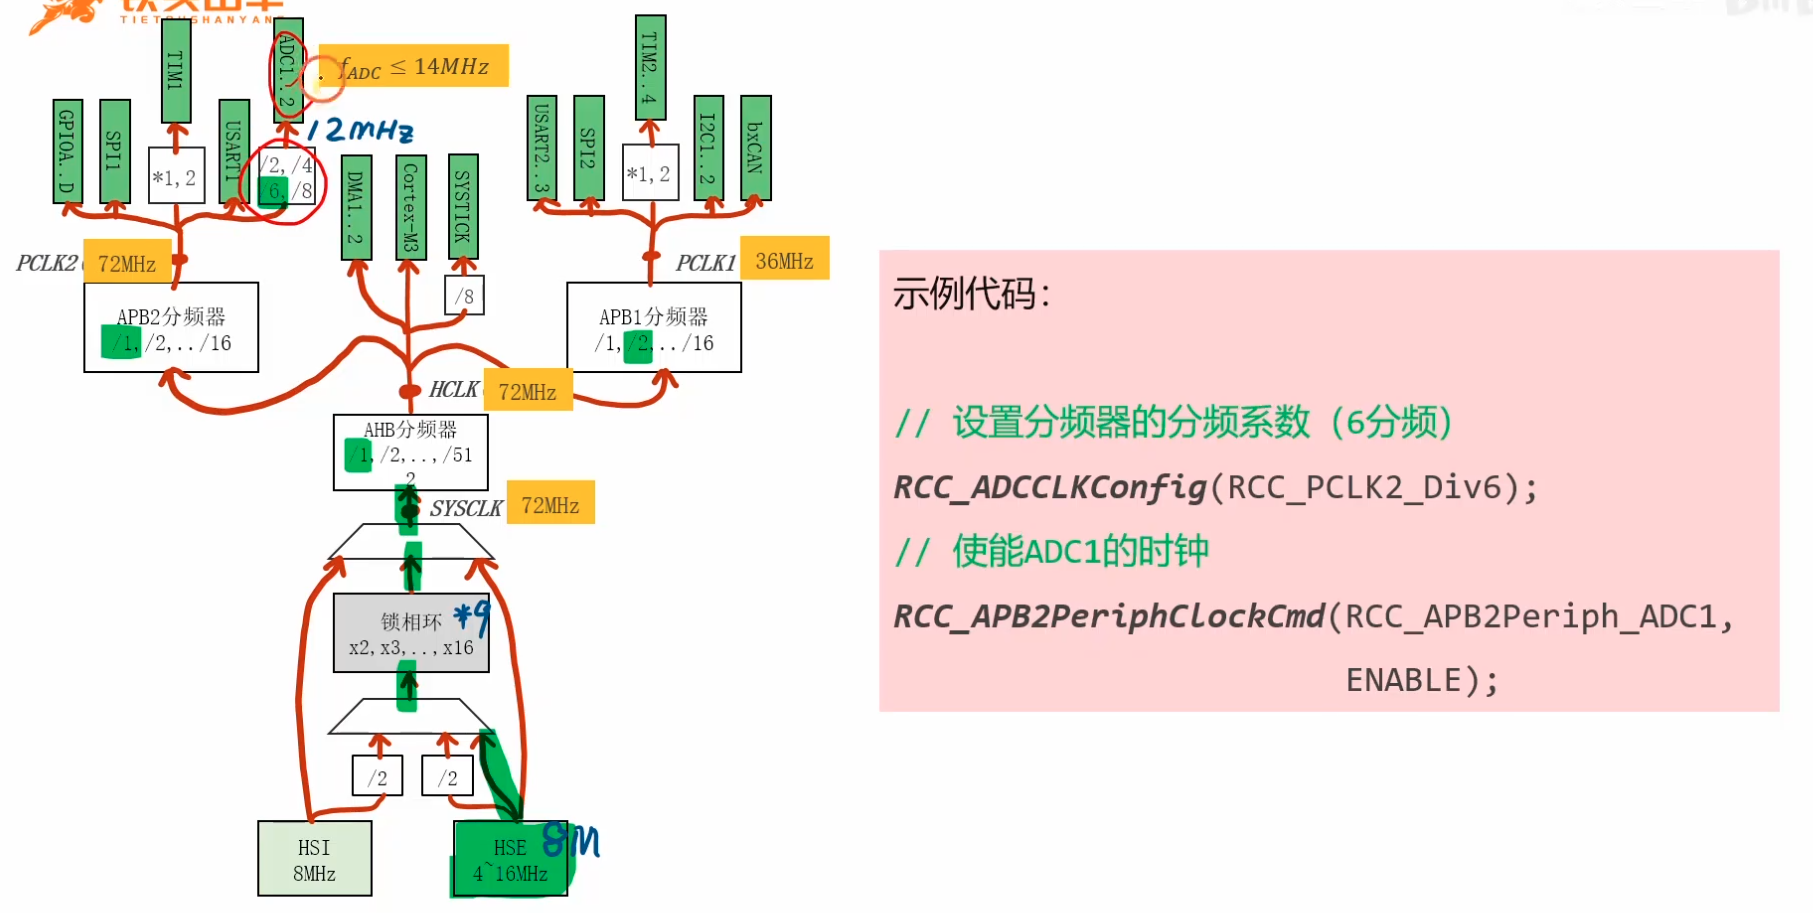 TIETOUSHANYANG
TIM1
ADC1..2
f_ADC ≤ 14MHz
TIM2..4
GPIOA..D
SPI1
*1,2
USART1
/2,/4
6,/8
12MHz
DMA1..2
Cortex-M3
SYSTICK
USART2..3
SPI2
*1,2
I2C1..2
bxCAN
PCLK2
72MHz
/8
PCLK1
36MHz
APB2分频器
/1,/2,../16
APB1分频器
/1,/2,../16
HCLK
72MHz
AHB分频器
/1,/2,..,/51
2
SYSCLK
72MHz
锁相环
*9
x2,x3,..,x16
/2
/2
HSI
8MHz
HSE
8M
4~16MHz
示例代码：
// 设置分频器的分频系数（6分频）
RCC_ADCCLKConfig(RCC_PCLK2_Div6);
// 使能ADC1的时钟
RCC_APB2PeriphClockCmd(RCC_APB2Periph_ADC1,
ENABLE);